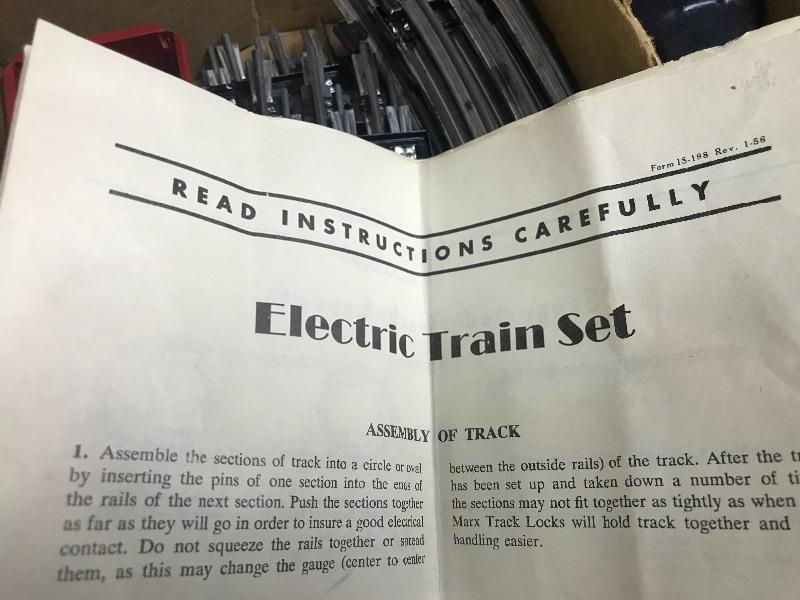 Form IS-198 Rev. 1-56
READ INSTRUCTIONS CAREFULLY
Electric Train Set
ASSEMBLY OF TRACK
1. Assemble the sections of track into a circle or oval
by inserting the pins of one section into the ends of
the rails of the next section. Push the sections together
as far as they will go in order to insure a good electrical
contact. Do not squeeze the rails together or spread
them, as this may change the gauge (center to center
between the outside rails) of the track. After the
has been set up and taken down a number of
the sections may not fit together as tightly as when
Marx Track Locks will hold track together and
handling easier.